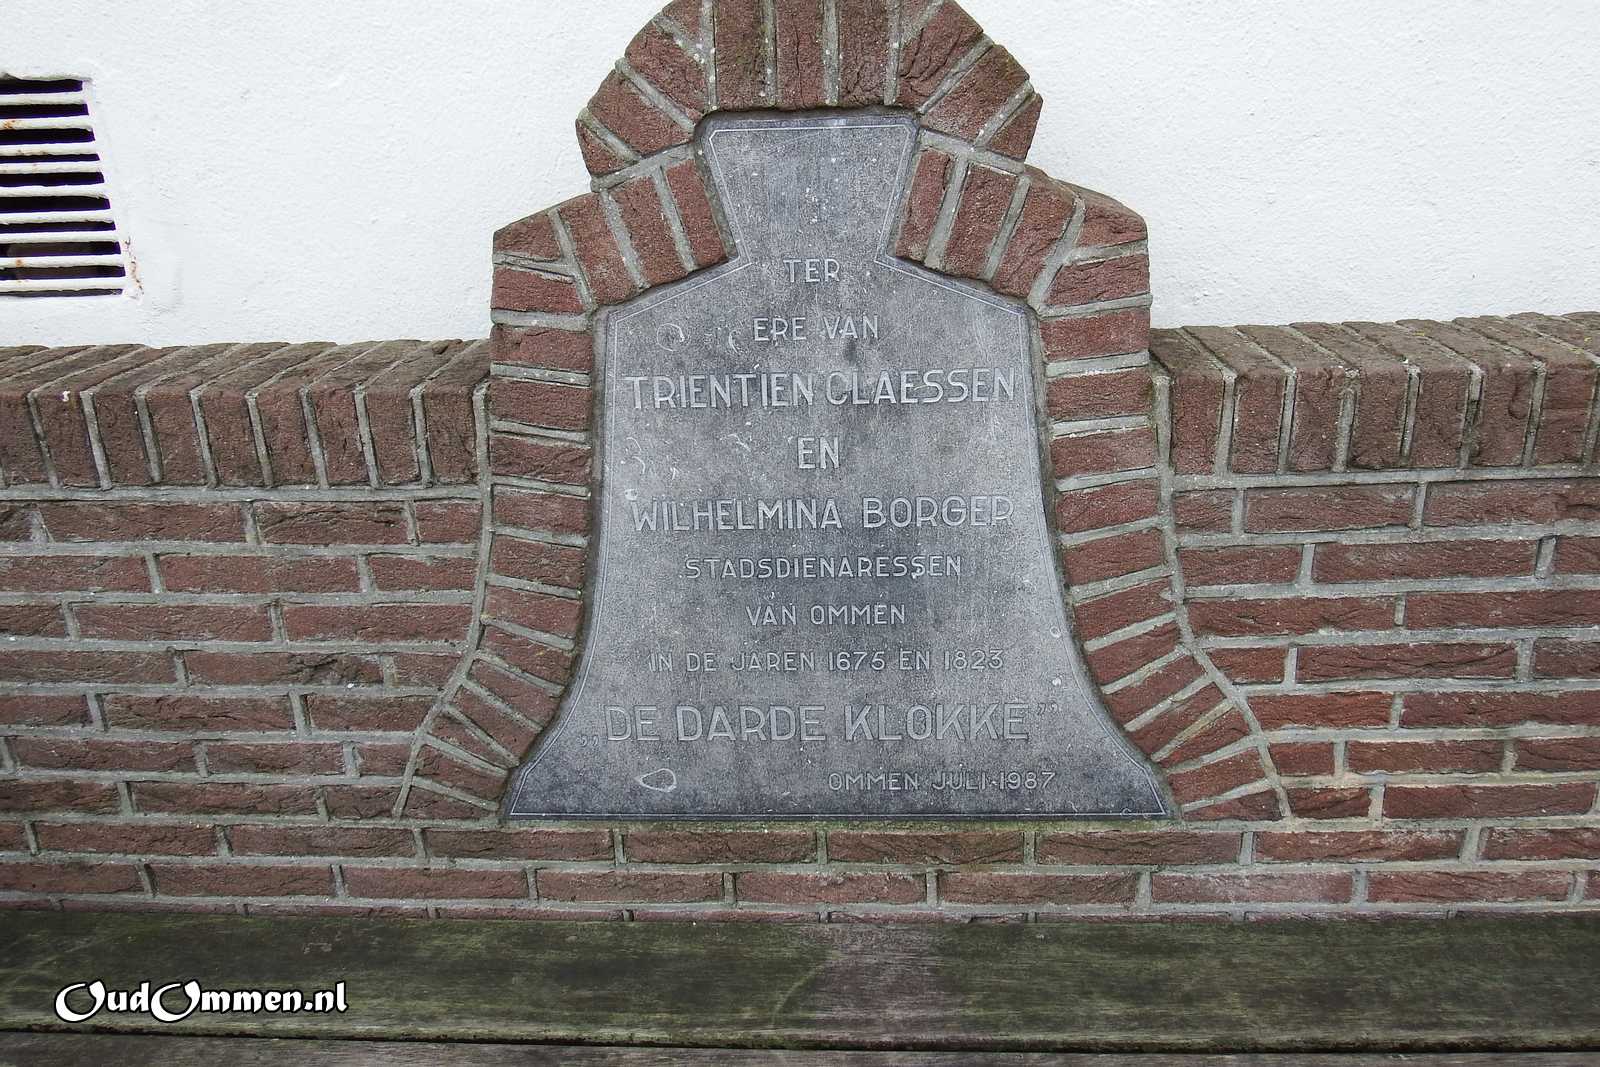 TER
ERE VAN
TRIENTIEN CLAESSEN
EN
WILHELMINA BORGER
STADSDIENARESSEN
VAN OMMEN
IN DE JAREN 1675 EN 1823
„DE DARDE KLOKKE”
OMMEN JULI·1987
OudOmmen.nl